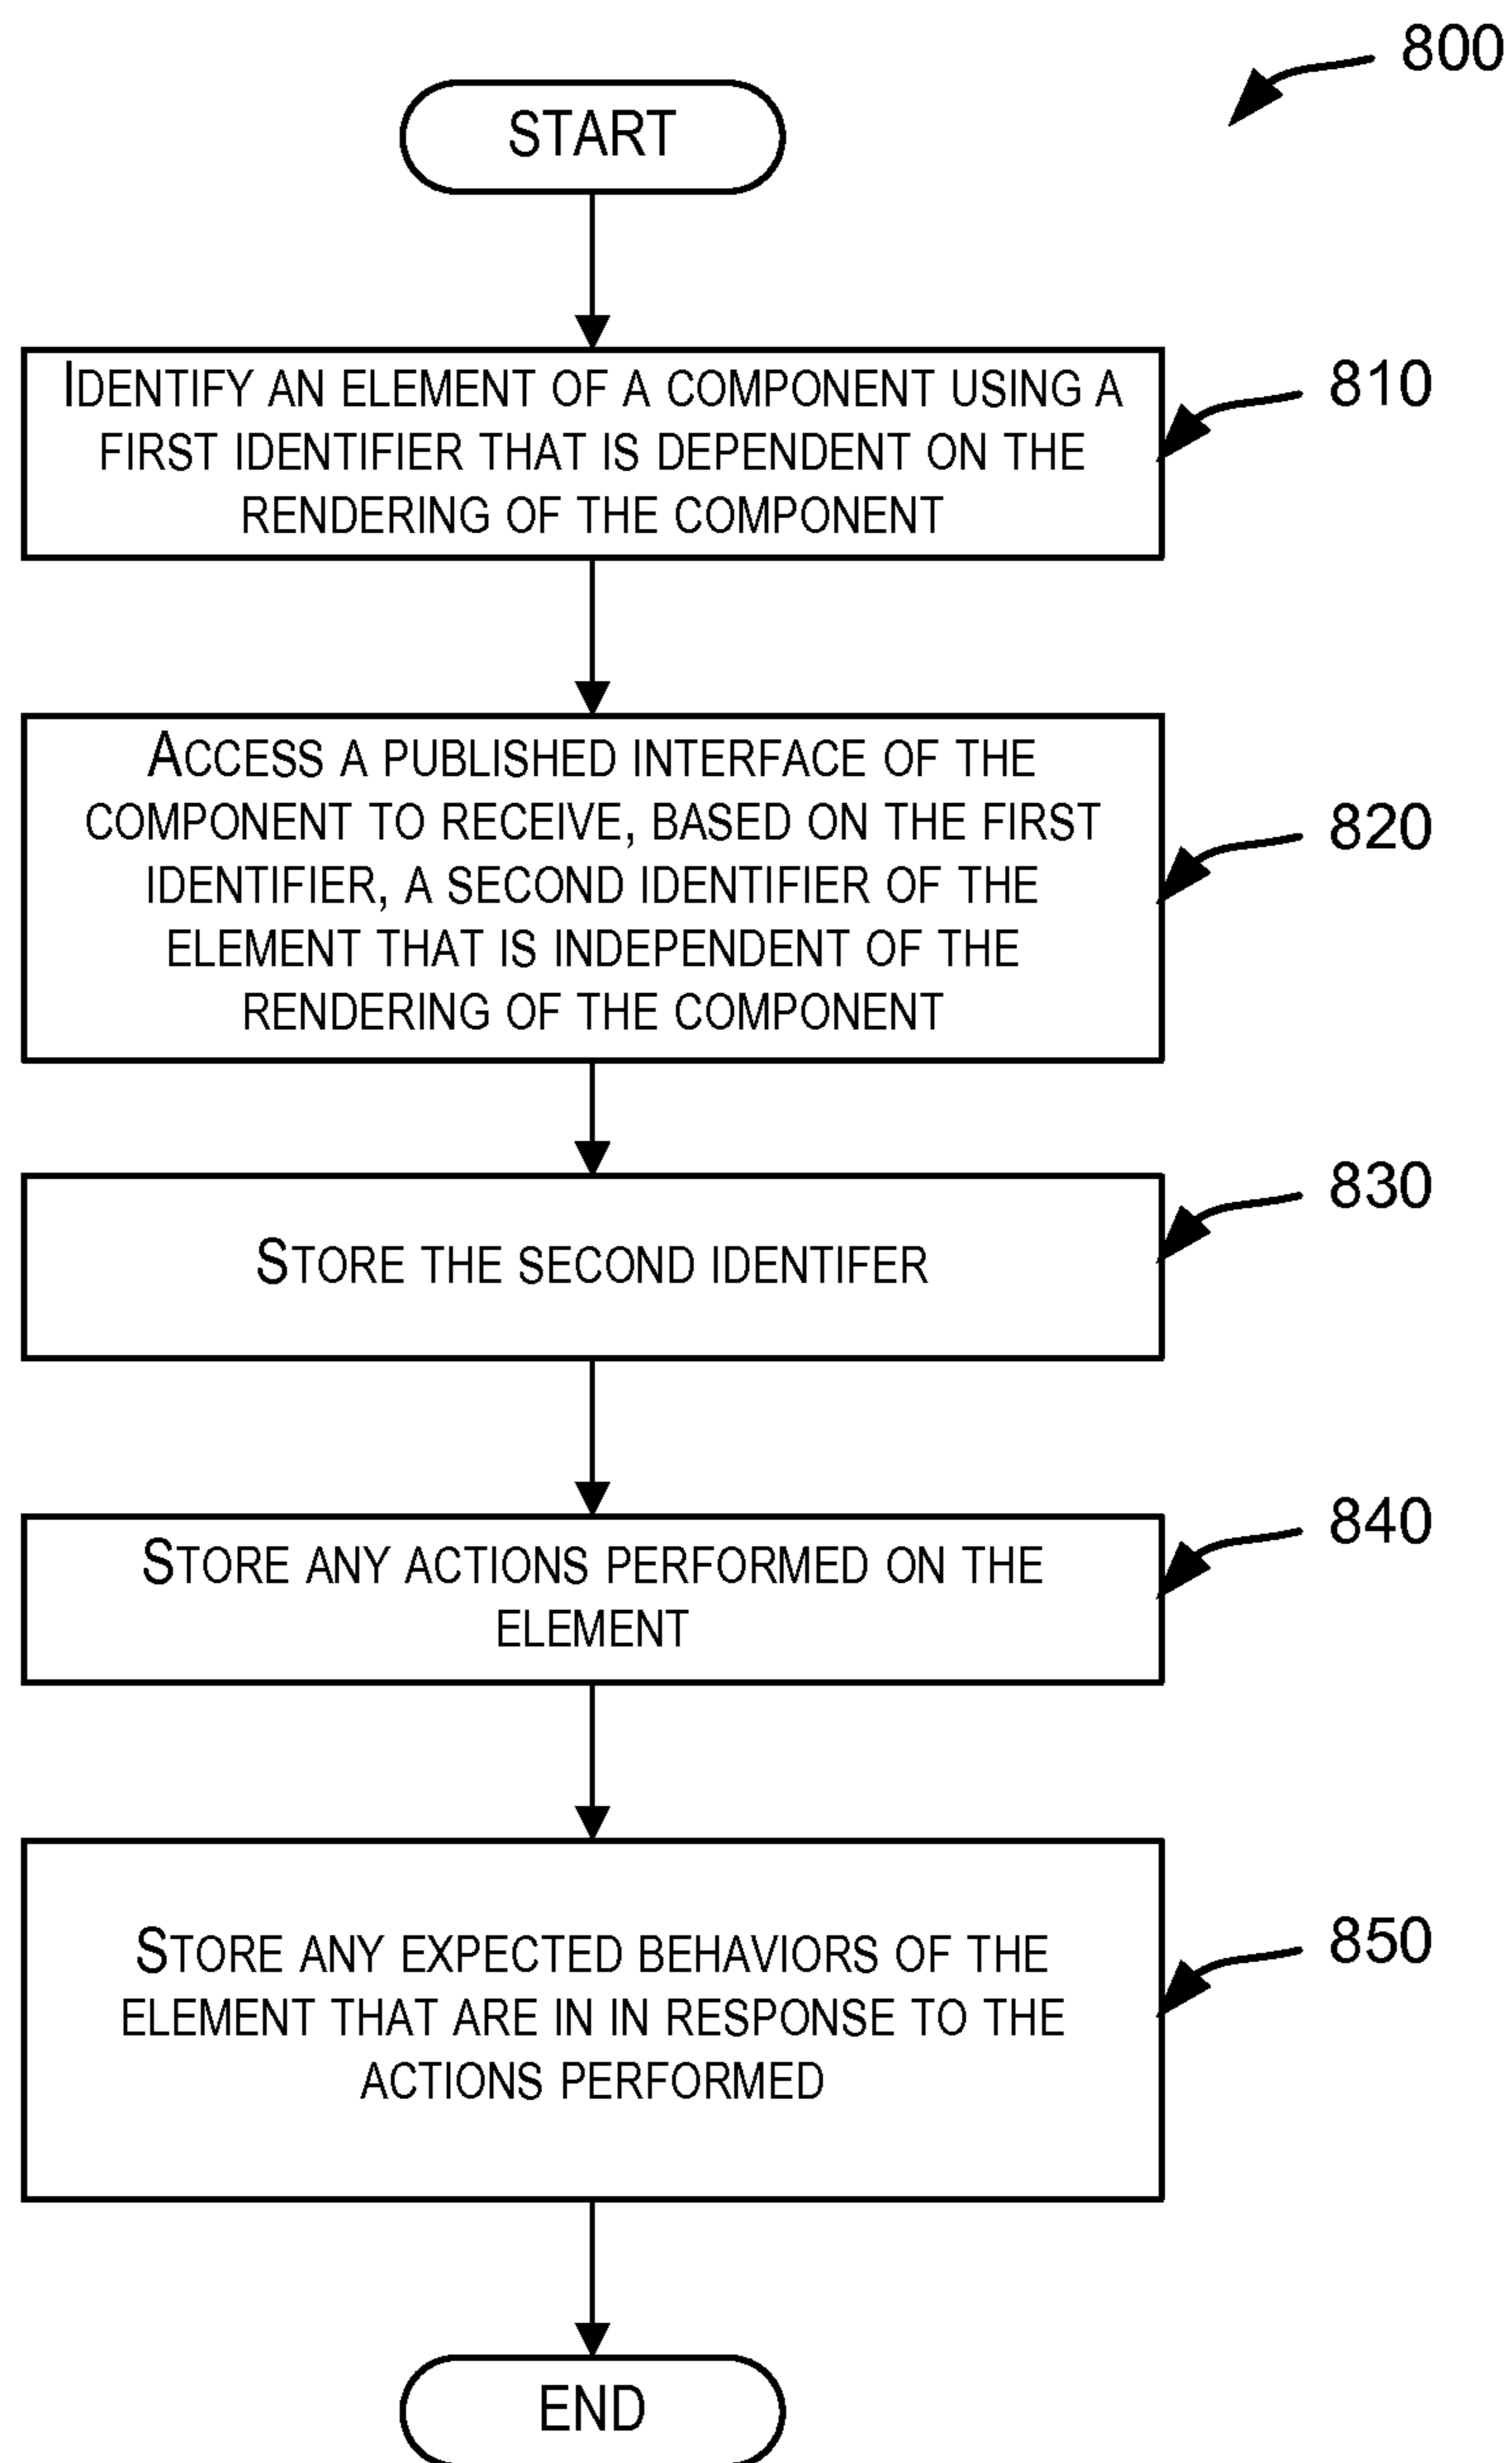 800
START
IDENTIFY AN ELEMENT OF A COMPONENT USING A
FIRST IDENTIFIER THAT IS DEPENDENT ON THE
RENDERING OF THE COMPONENT
810
ACCESS A PUBLISHED INTERFACE OF THE
COMPONENT TO RECEIVE, BASED ON THE FIRST
IDENTIFIER, A SECOND IDENTIFIER OF THE
ELEMENT THAT IS INDEPENDENT OF THE
RENDERING OF THE COMPONENT
820
STORE THE SECOND IDENTIFER
830
STORE ANY ACTIONS PERFORMED ON THE
ELEMENT
840
STORE ANY EXPECTED BEHAVIORS OF THE
ELEMENT THAT ARE IN IN RESPONSE TO THE
ACTIONS PERFORMED
850
END